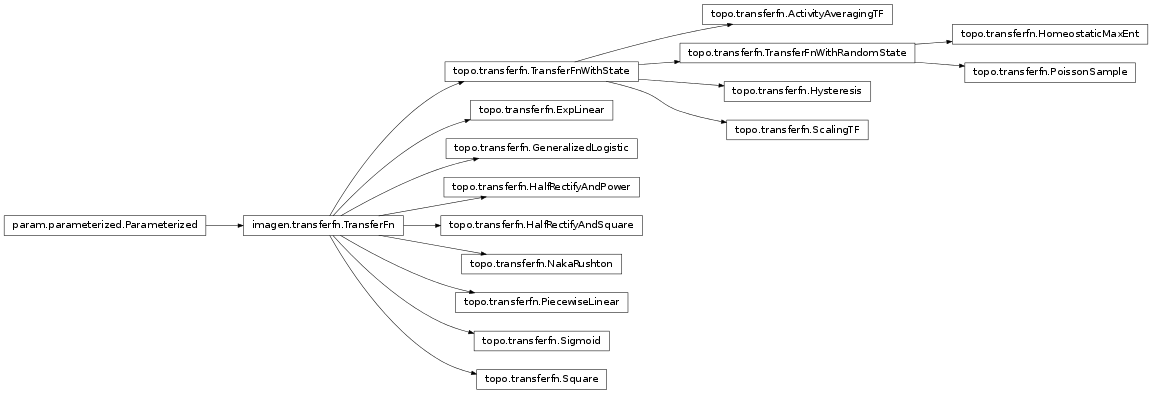 topo.transferfn.ActivityAveragingTF
topo.transferfn.HomeostaticMaxEnt
topo.transferfn.TransferFnWithRandomState
topo.transferfn.TransferFnWithState
topo.transferfn.PoissonSample
topo.transferfn.Hysteresis
topo.transferfn.ExpLinear
topo.transferfn.ScalingTF
topo.transferfn.GeneralizedLogistic
topo.transferfn.HalfRectifyAndPower
param.parameterized.Parameterized
imagen.transferfn.TransferFn
topo.transferfn.HalfRectifyAndSquare
topo.transferfn.NakaRushton
topo.transferfn.PiecewiseLinear
topo.transferfn.Sigmoid
topo.transferfn.Square